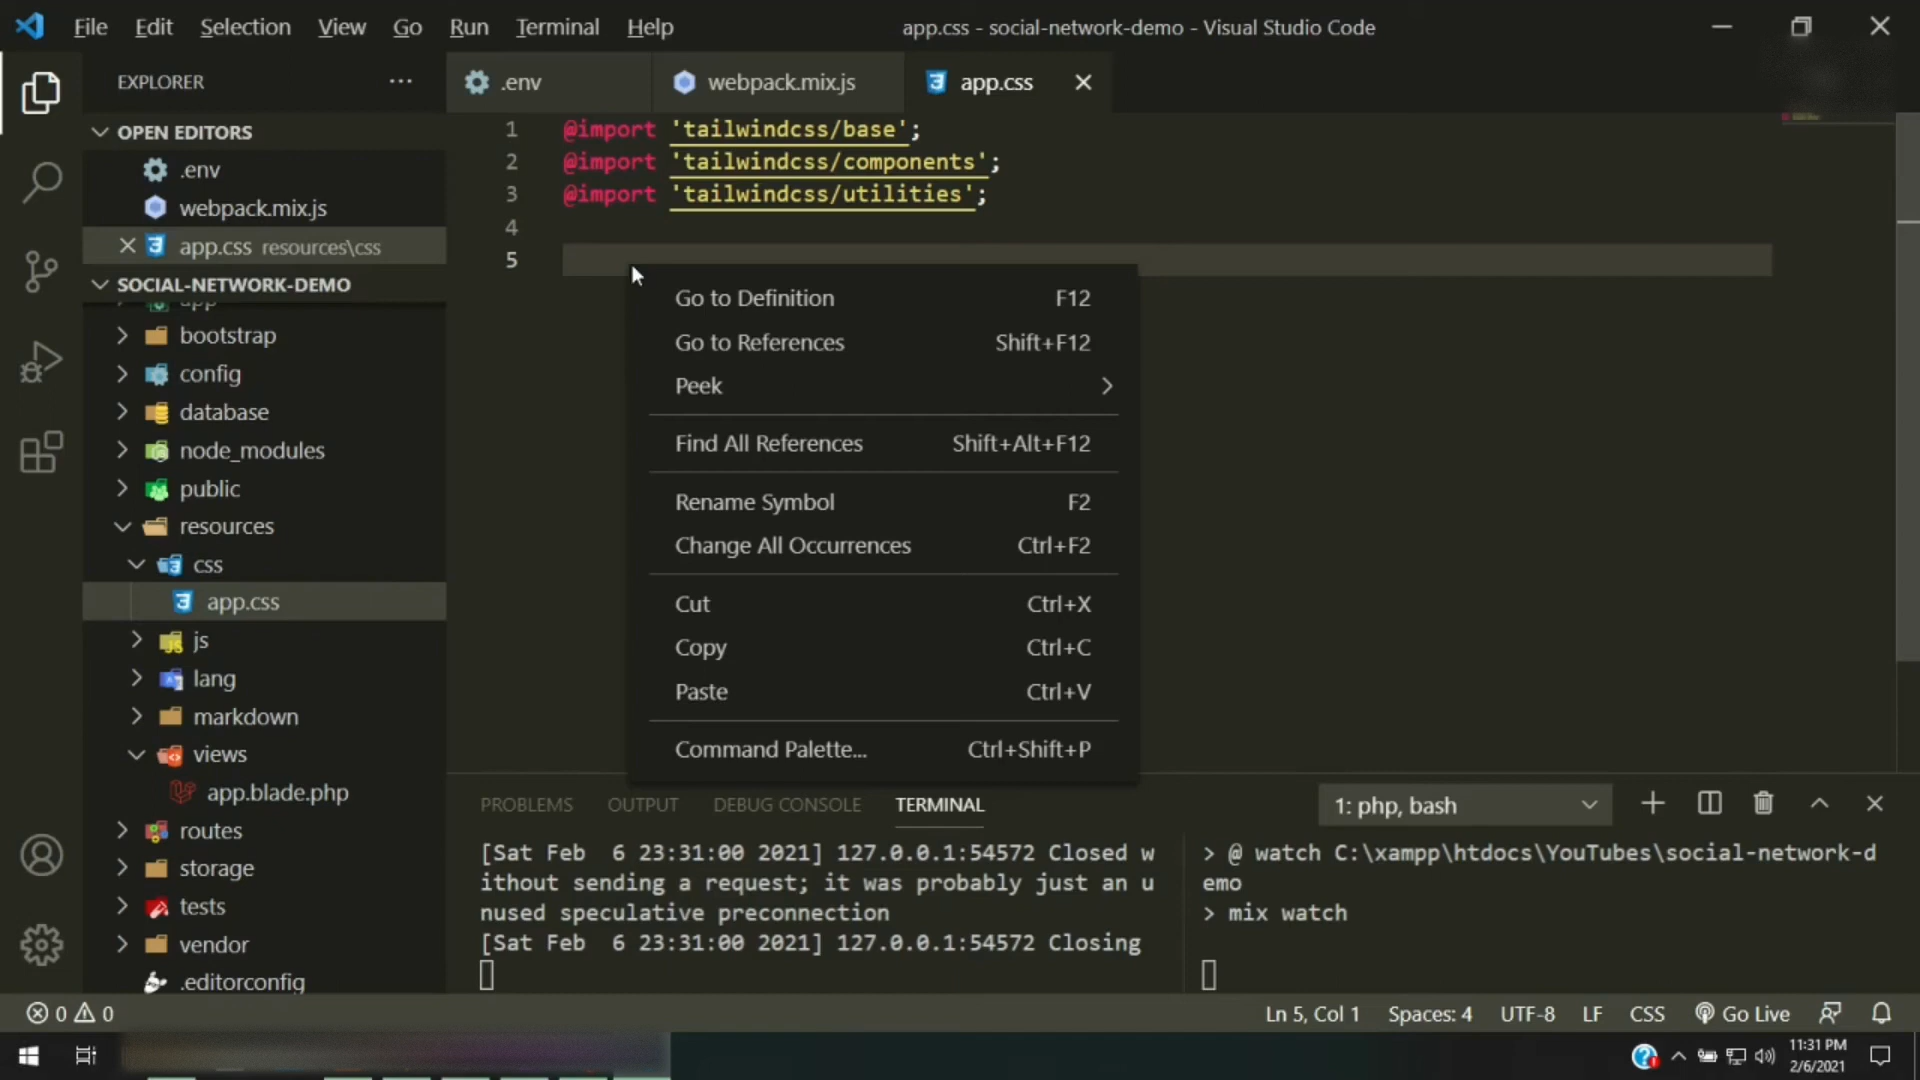 File Edit Selection View Go Run Terminal Help
app.css - social-network-demo - Visual Studio Code
EXPLORER
.env
webpack.mix.js
app.css
OPEN EDITORS
.env
webpack.mix.js
app.css resources\css
SOCIAL-NETWORK-DEMO
app
bootstrap
config
database
node_modules
public
resources
css
app.css
js
lang
markdown
views
app.blade.php
routes
storage
tests
vendor
.editorconfig
1 @import 'tailwindcss/base';
2 @import 'tailwindcss/components';
3 @import 'tailwindcss/utilities';
4
5
Go to Definition F12
Go to References Shift+F12
Peek
Find All References Shift+Alt+F12
Rename Symbol F2
Change All Occurrences Ctrl+F2
Cut Ctrl+X
Copy Ctrl+C
Paste Ctrl+V
Command Palette... Ctrl+Shift+P
PROBLEMS OUTPUT DEBUG CONSOLE TERMINAL
1: php, bash
[Sat Feb  6 23:31:00 2021] 127.0.0.1:54572 Closed w
ithout sending a request; it was probably just an u
nused speculative preconnection
[Sat Feb  6 23:31:00 2021] 127.0.0.1:54572 Closing
> @ watch C:\xampp\htdocs\YouTubes\social-network-d
emo
> mix watch
0 0
Ln 5, Col 1 Spaces: 4 UTF-8 LF CSS Go Live
11:31 PM
2/6/2021